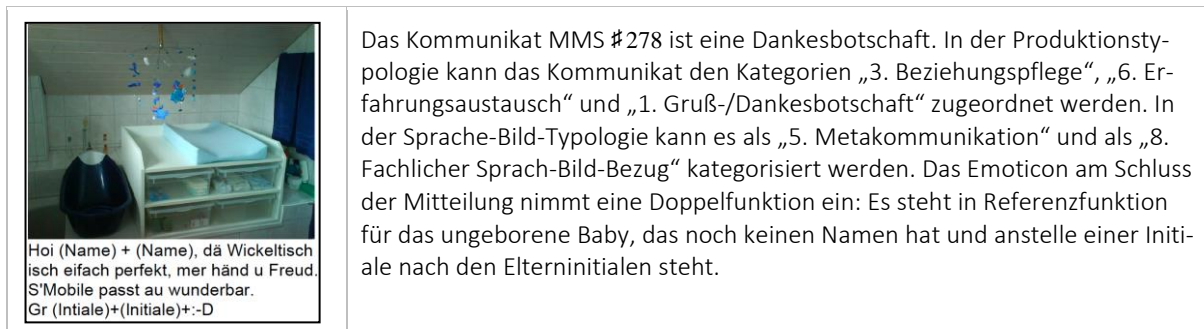 Hoi (Name) + (Name), dä Wickeltisch
isch eifach perfekt, mer händ u Freud.
S'Mobile passt au wunderbar.
Gr (Intiale)+(Initiale)+:-D
Das Kommunikat MMS ♯278 ist eine Dankesbotschaft. In der Produktionsty-
pologie kann das Kommunikat den Kategorien „3. Beziehungspflege“, „6. Er-
fahrungsaustausch“ und „1. Gruß-/Dankesbotschaft“ zugeordnet werden. In
der Sprache-Bild-Typologie kann es als „5. Metakommunikation“ und als „8.
Fachlicher Sprach-Bild-Bezug“ kategorisiert werden. Das Emoticon am Schluss
der Mitteilung nimmt eine Doppelfunktion ein: Es steht in Referenzfunktion
für das ungeborene Baby, das noch keinen Namen hat und anstelle einer Initi-
ale nach den Elterninitialen steht.